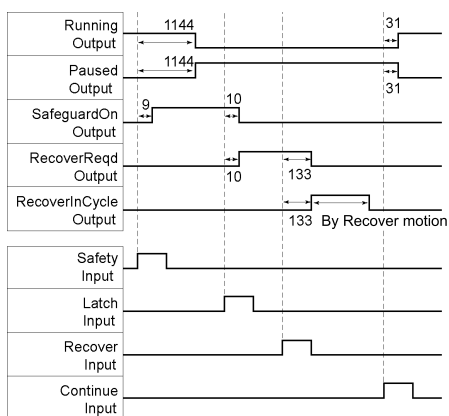 Running
Output
1144
31
Paused
Output
1144
31
SafeguardOn
Output
9
10
RecoverReqd
Output
10
133
RecoverInCycle
Output
133
By Recover motion
Safety
Input
Latch
Input
Recover
Input
Continue
Input